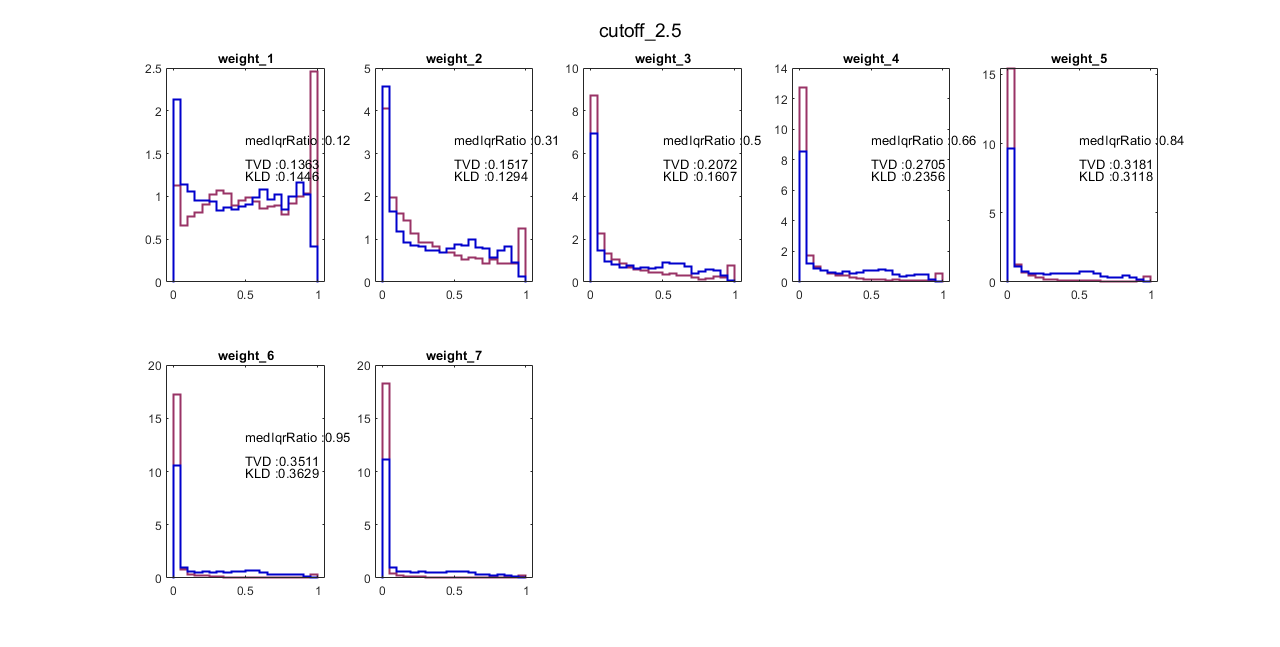 cutoff_2.5
weight_1
2.5
2
1.5
1
0.5
0
0
0.5
1
medIqrRatio :0.12
TVD :0.1363
KLD :0.1446
weight_2
5
4
3
2
1
0
0
0.5
1
medIqrRatio :0.31
TVD :0.1517
KLD :0.1294
weight_3
10
8
6
4
2
0
0
0.5
1
medIqrRatio :0.5
TVD :0.2072
KLD :0.1607
weight_4
14
12
10
8
6
4
2
0
0
0.5
1
medIqrRatio :0.66
TVD :0.2705
KLD :0.2356
weight_5
15
10
5
0
0
0.5
1
medIqrRatio :0.84
TVD :0.3181
KLD :0.3118
weight_6
20
15
10
5
0
0
0.5
1
medIqrRatio :0.95
TVD :0.3511
KLD :0.3629
weight_7
20
15
10
5
0
0
0.5
1